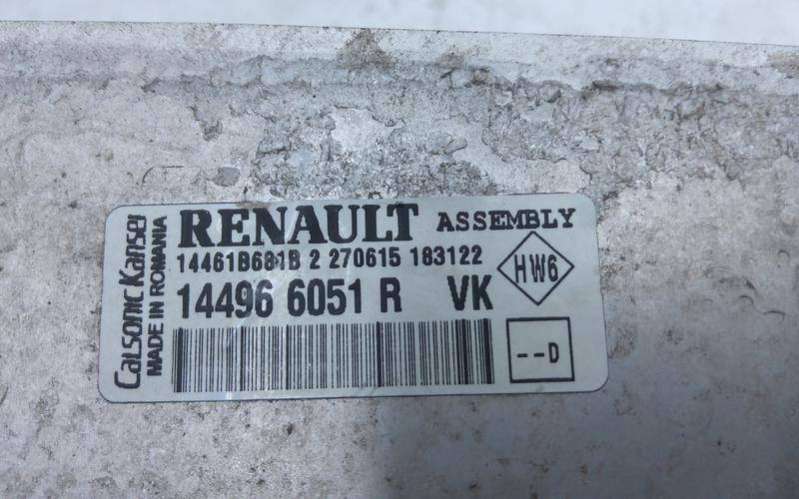 Calsonic Kansei
MADE IN ROMANIA
RENAULT ASSEMBLY
14461B681B 2 270615 183122
14496 6051 R VK
HW6
--D